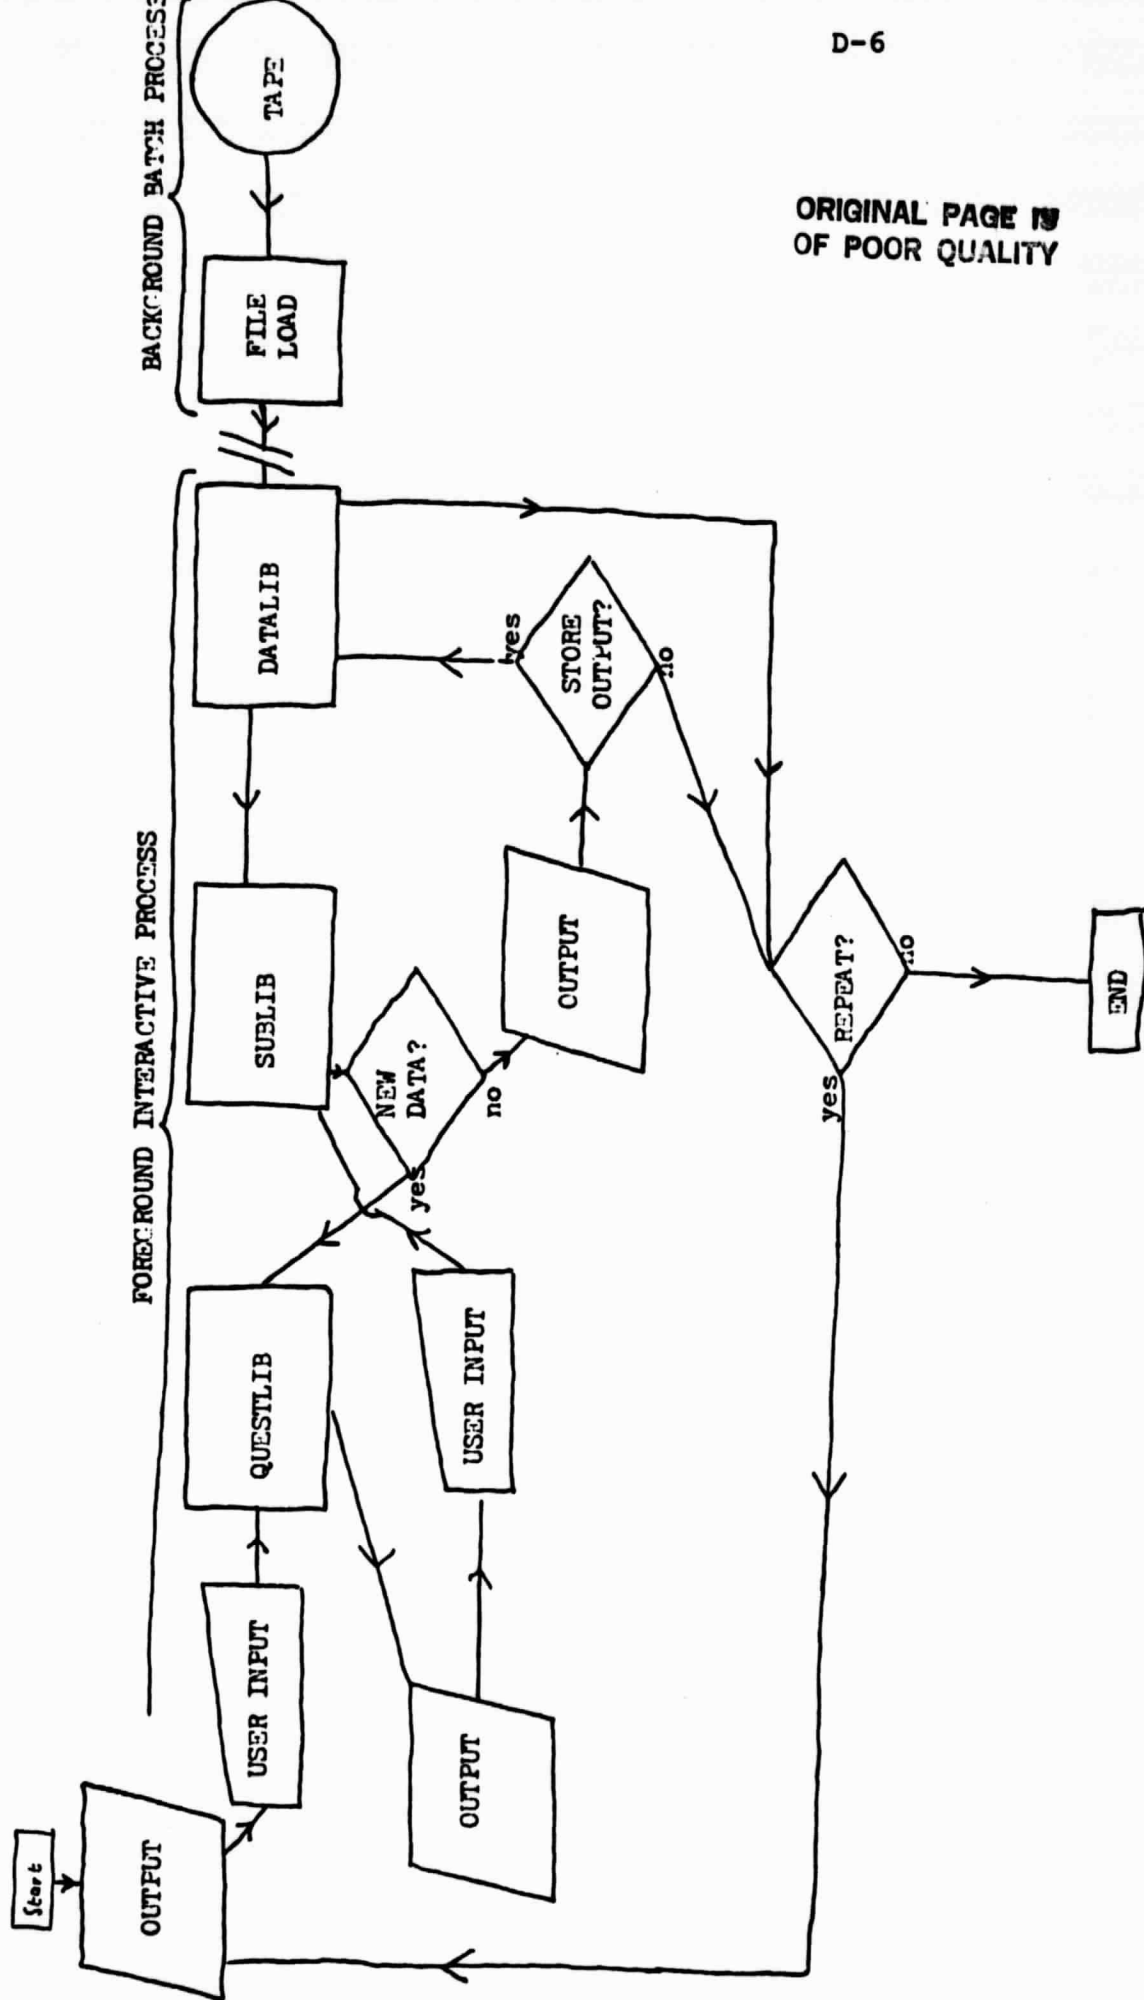 D-6
ORIGINAL PAGE IS
OF POOR QUALITY
BACKGROUND BATCH PROCESS
TAPE
FILE
LOAD
FOREGROUND INTERACTIVE PROCESS
DATALIB
SUBLIB
QUESTLIB
USER INPUT
Start
OUTPUT
NEW
DATA?
yes
no
USER INPUT
OUTPUT
OUTPUT
STORE
OUTPUT?
yes
no
REPEAT?
yes
no
END